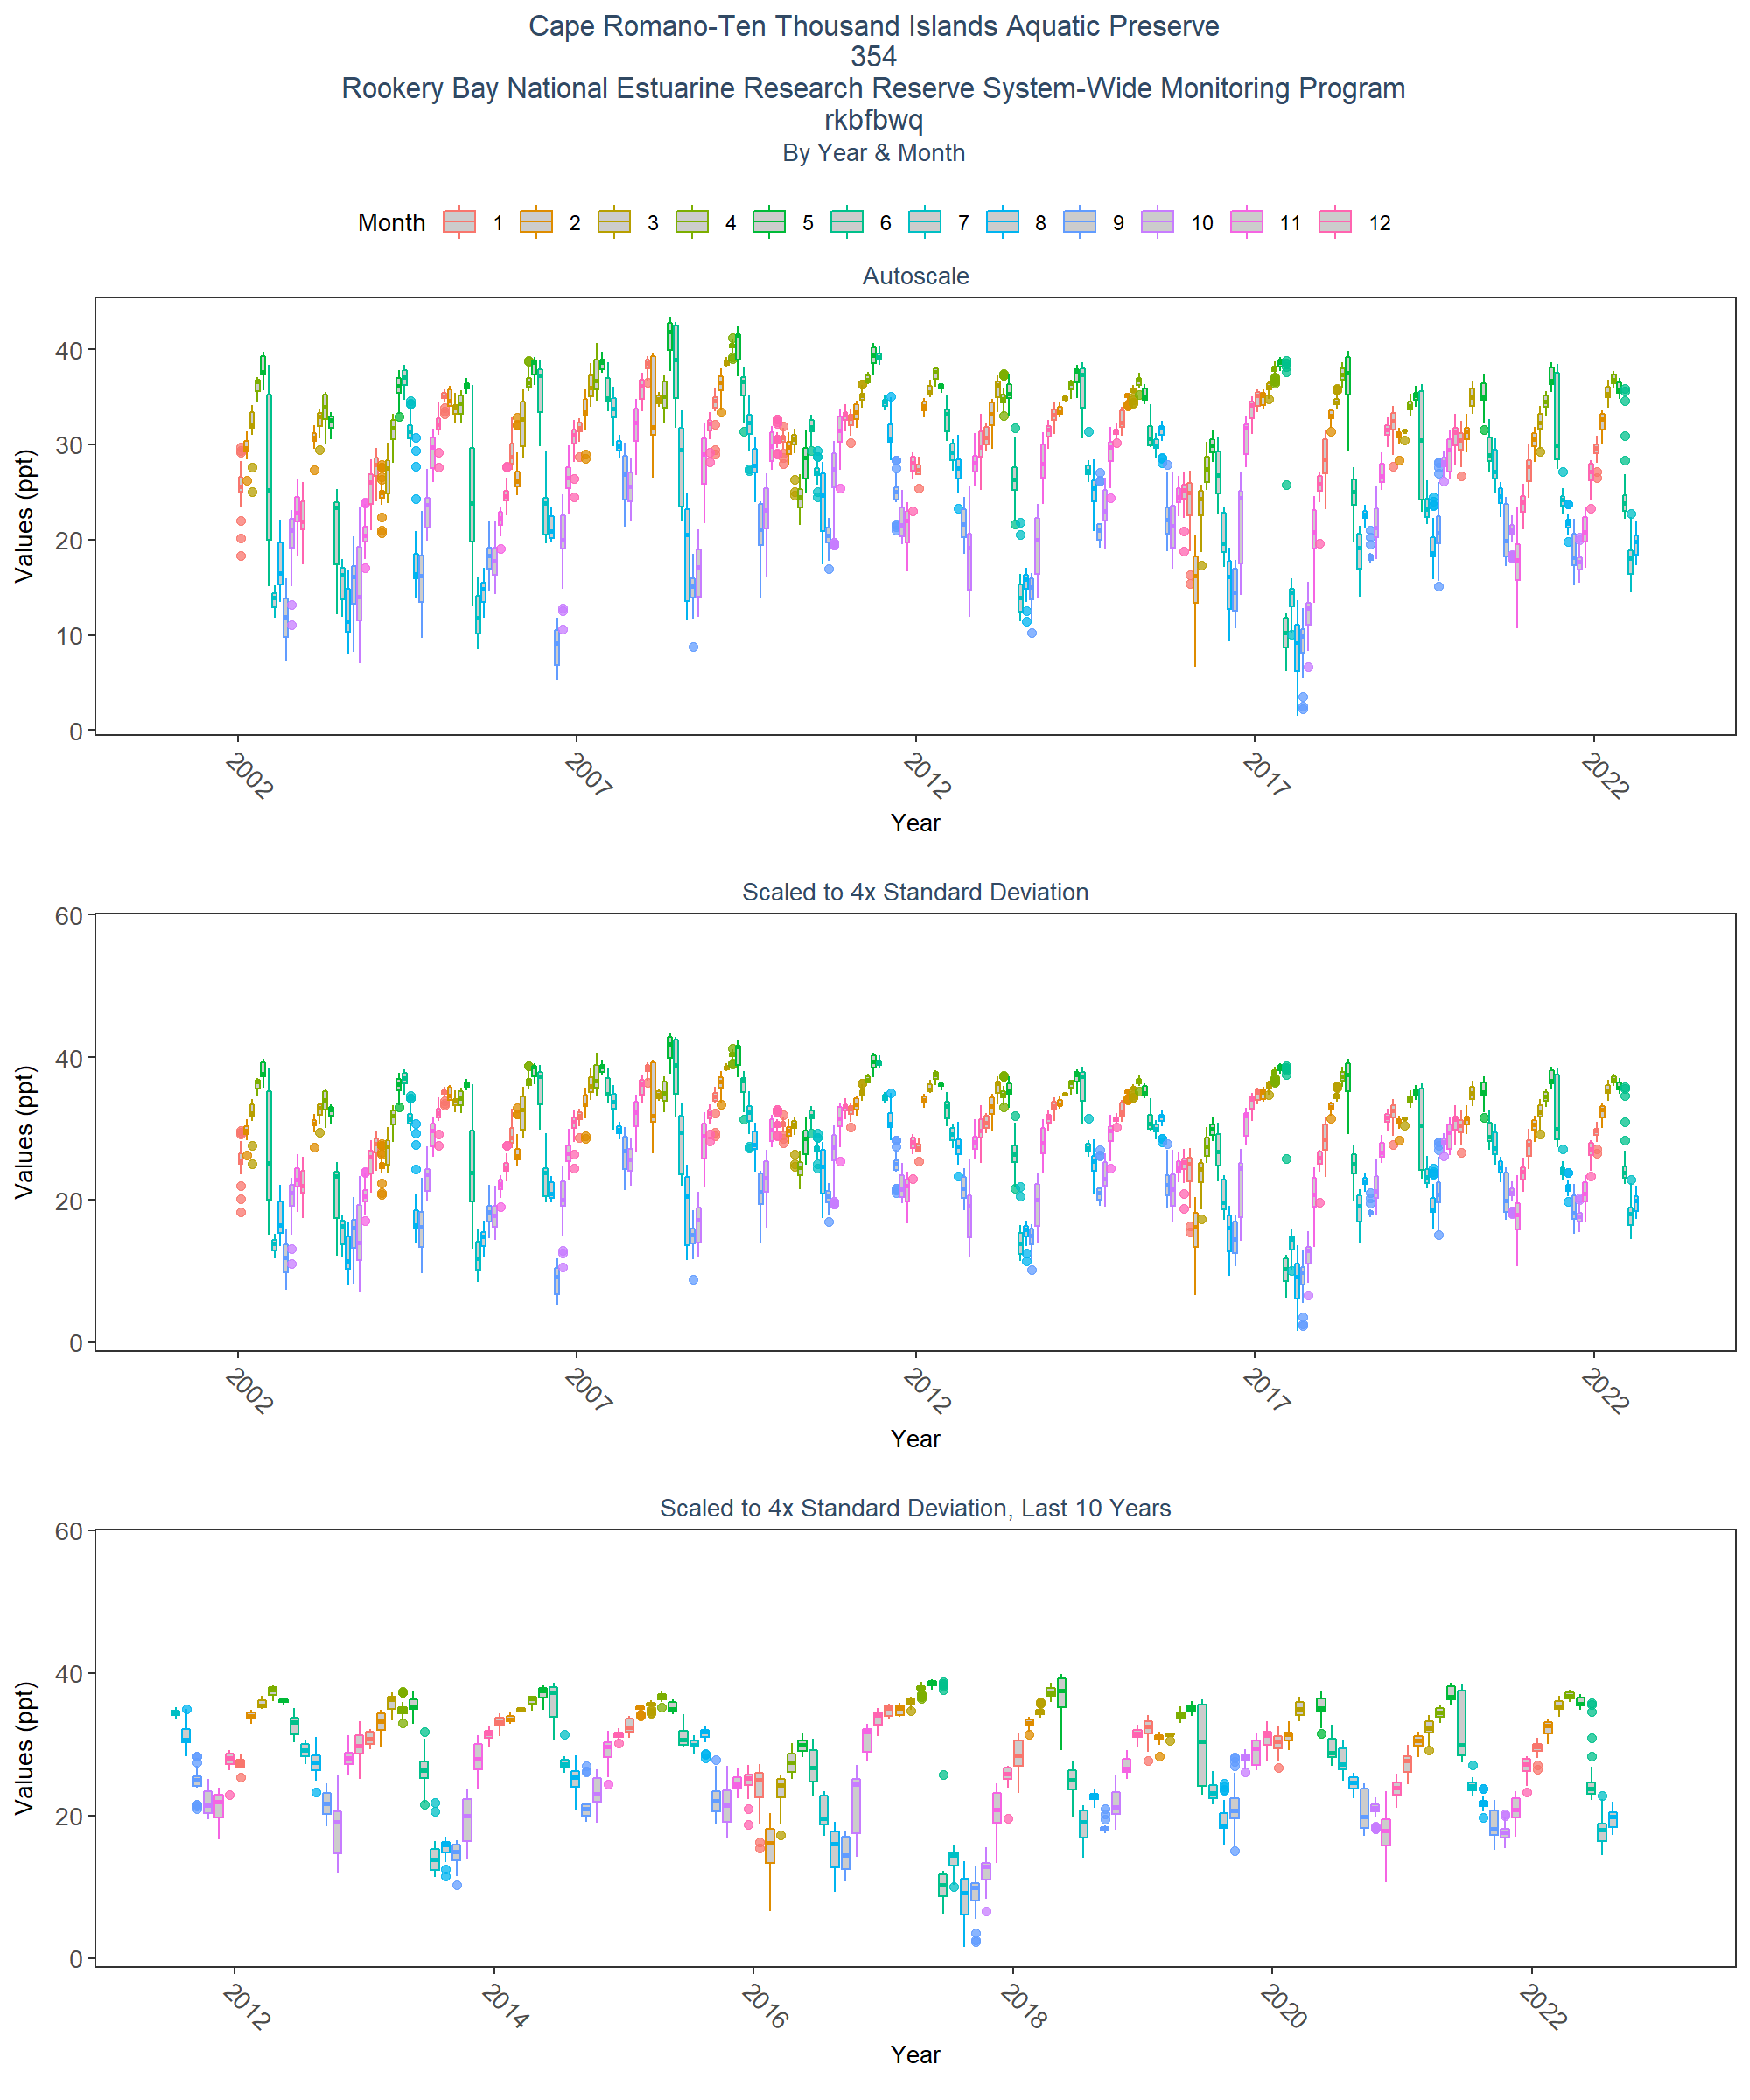 Cape Romano-Ten Thousand Islands Aquatic Preserve
354
Rookery Bay National Estuarine Research Reserve System-Wide Monitoring Program
rkbfbwq
By Year & Month
Month 1 2 3 4 5 6 7 8 9 10 11 12
Autoscale
Values (ppt)
40
30
20
10
0
2002 2007 2012 2017 2022
Year
Scaled to 4x Standard Deviation
Values (ppt)
60
40
20
0
2002 2007 2012 2017 2022
Year
Scaled to 4x Standard Deviation, Last 10 Years
Values (ppt)
60
40
20
0
2012 2014 2016 2018 2020 2022
Year